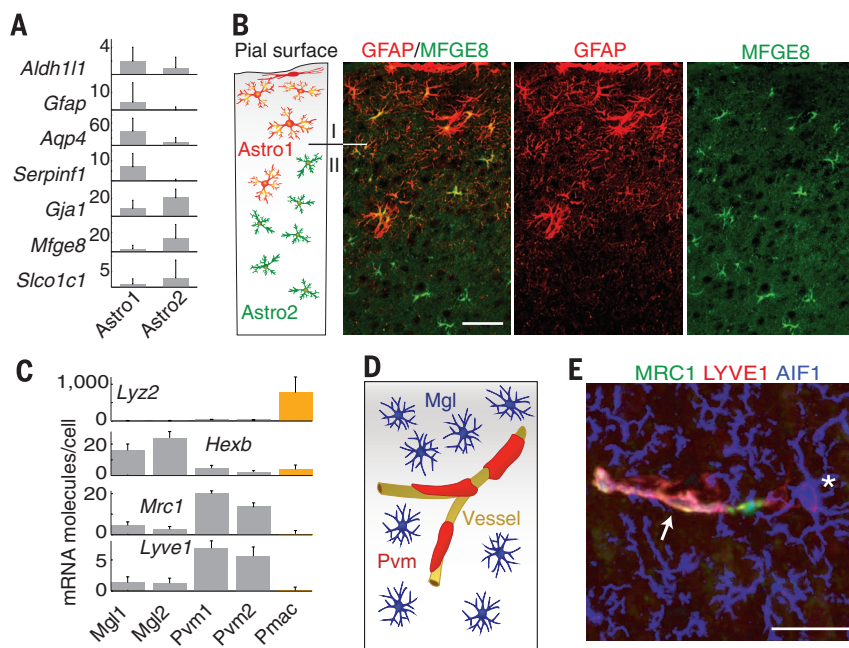 A
Aldh1l1 4
Gfap 10
Aqp4 60
Serpinf1 10
Gja1 20
Mfge8 20
Slco1c1 5
Astro1 Astro2
B
Pial surface
GFAP/MFGE8 GFAP MFGE8
Astro1
I
II
Astro2
C
mRNA molecules/cell
1,000 Lyz2
0
20 Hexb
0
20 Mrc1
0
5 Lyve1
0
Mgl1 Mgl2 Pvm1 Pvm2 Pmac
D
Mgl
Vessel
Pvm
E
MRC1 LYVE1 AIF1
*